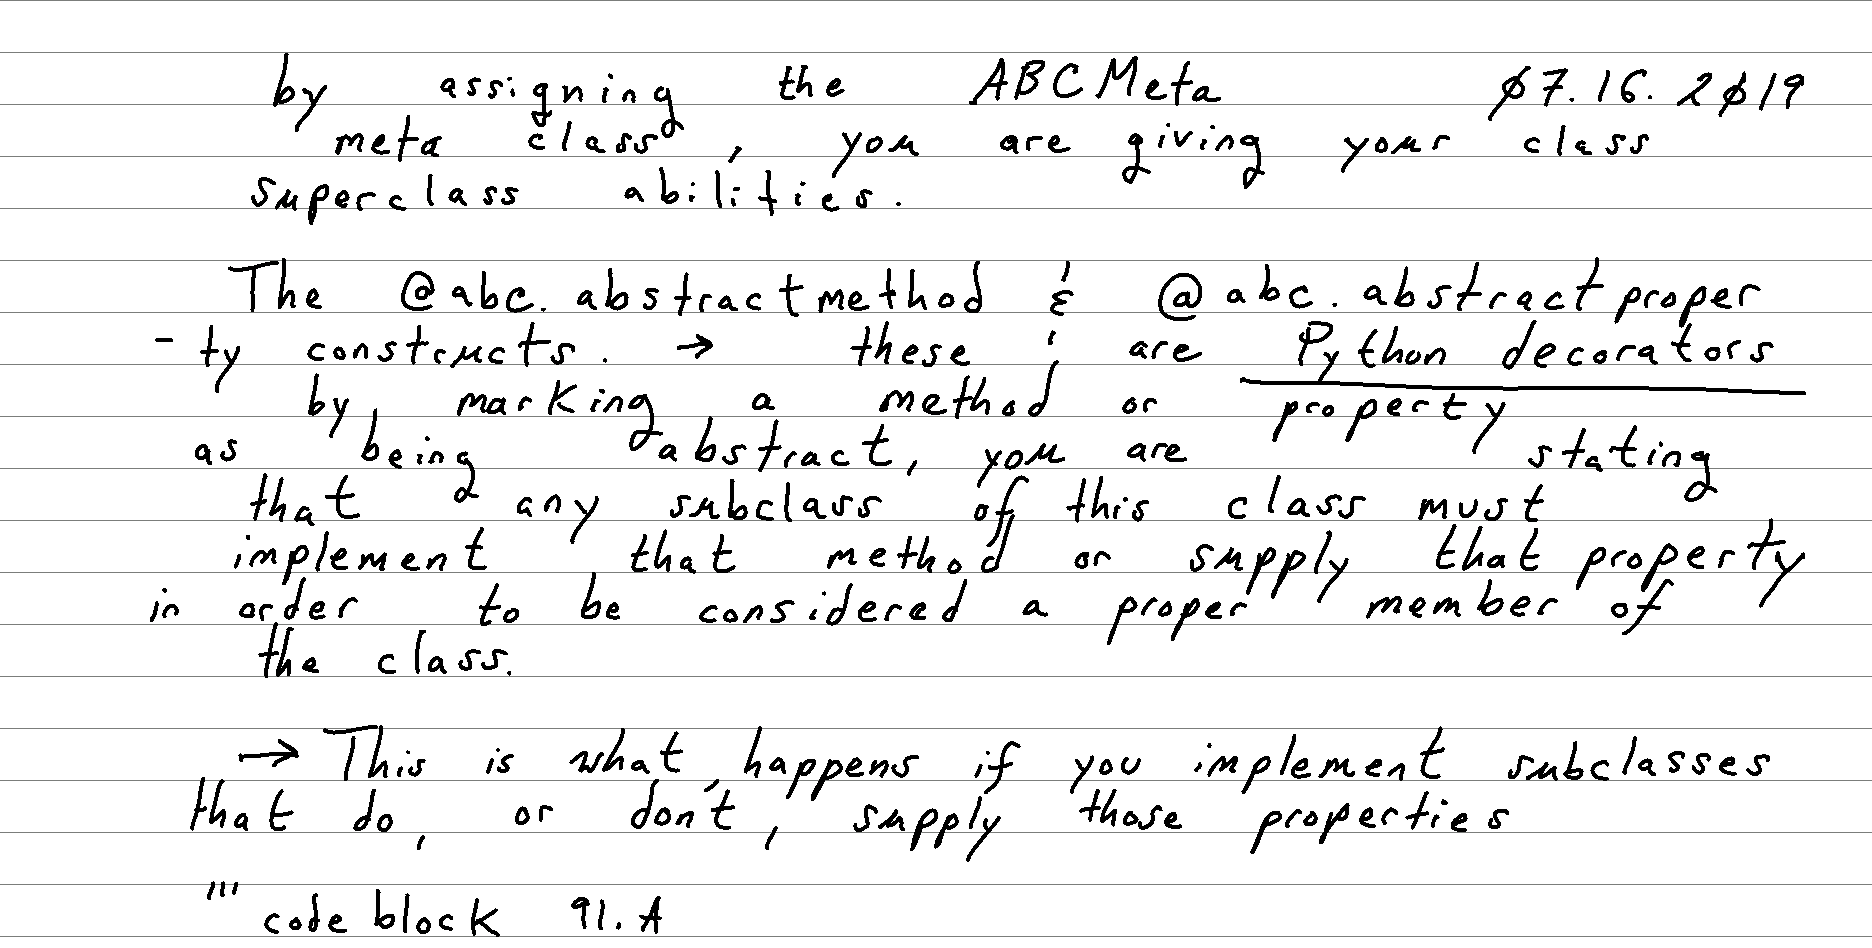 by assigning the ABCMeta ø7.16.2ø19
meta class, you are giving your class
superclass abilities.
The @abc.abstractmethod & @abc.abstractproper
-ty constructs. → these are Python decorators
by marking a method or property
as being abstract, you are stating
that any subclass of this class must
implement that method or supply that property
in order to be considered a proper member of
the class.
→ This is what happens if you implement subclasses
that do, or don't, supply those properties
''' code block 91.A